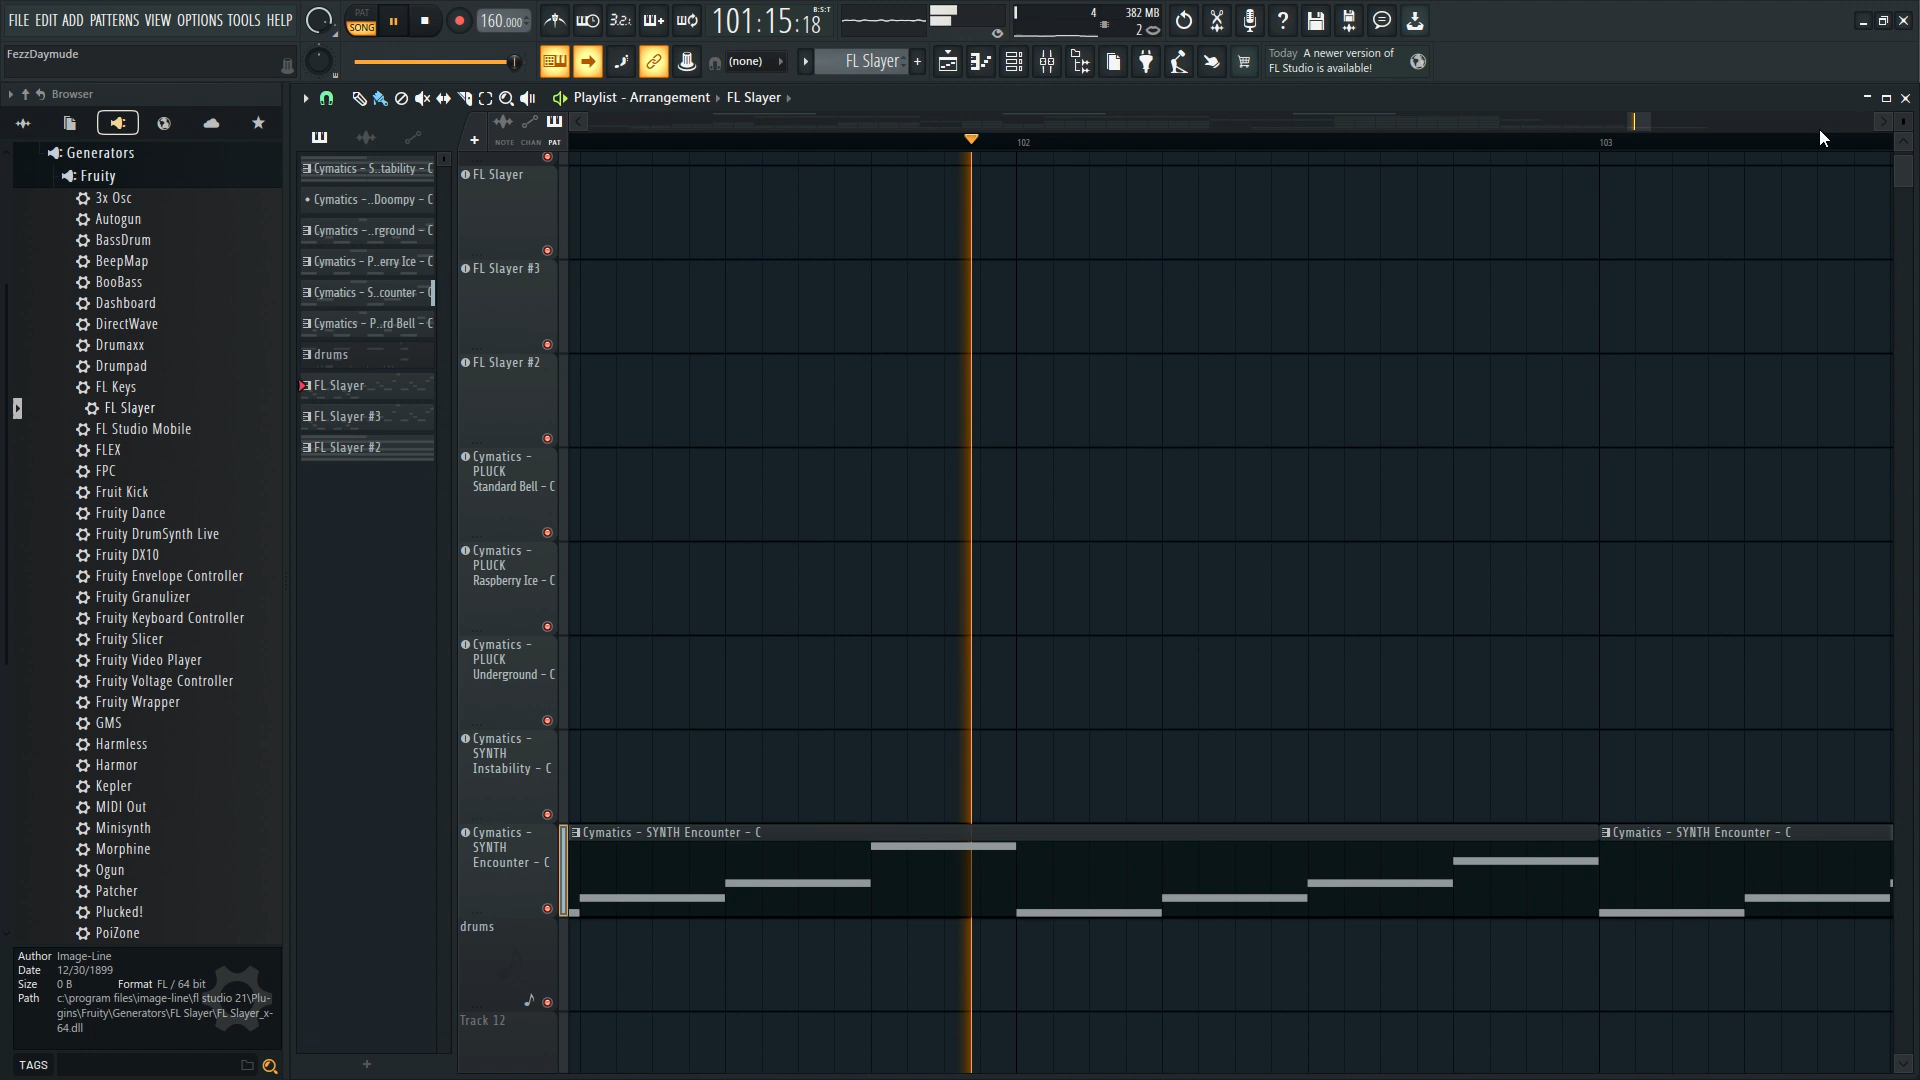 FILE EDIT ADD PATTERNS VIEW OPTIONS TOOLS HELP
PAT
SONG
160.000
3.2.
101:15:18
B:S:T
4
382 MB
2
FezzDaymude
(none)
FL Slayer
Today A newer version of
FL Studio is available!
Browser
Playlist - Arrangement › FL Slayer ›
NOTE CHAN PAT
102
103
Generators
Fruity
3x Osc
Autogun
BassDrum
BeepMap
BooBass
Dashboard
DirectWave
Drumaxx
Drumpad
FL Keys
FL Slayer
FL Studio Mobile
FLEX
FPC
Fruit Kick
Fruity Dance
Fruity DrumSynth Live
Fruity DX10
Fruity Envelope Controller
Fruity Granulizer
Fruity Keyboard Controller
Fruity Slicer
Fruity Video Player
Fruity Voltage Controller
Fruity Wrapper
GMS
Harmless
Harmor
Kepler
MIDI Out
Minisynth
Morphine
Ogun
Patcher
Plucked!
PoiZone
Author Image-Line
Date 12/30/1899
Size 0 B Format FL / 64 bit
Path c:\program files\image-line\fl studio 21\Plu-
gins\Fruity\Generators\FL Slayer\FL Slayer_x-
64.dll
TAGS
Cymatics - S..tability - C
Cymatics -..Doompy - C
Cymatics -..rground - C
Cymatics - P..erry Ice - C
Cymatics - S..counter - C
Cymatics - P..rd Bell - C
drums
FL Slayer
FL Slayer #3
FL Slayer #2
FL Slayer
FL Slayer #3
FL Slayer #2
Cymatics -
PLUCK
Standard Bell - C
Cymatics -
PLUCK
Raspberry Ice - C
Cymatics -
PLUCK
Underground - C
Cymatics -
SYNTH
Instability - C
Cymatics -
SYNTH
Encounter - C
Cymatics - SYNTH Encounter - C
Cymatics - SYNTH Encounter - C
drums
Track 12